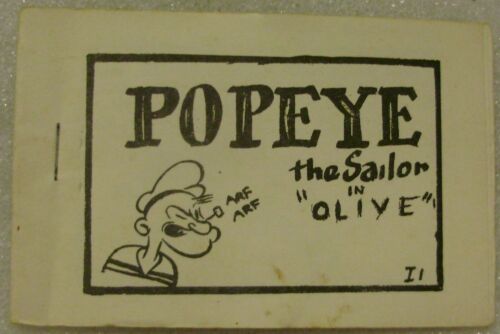 POPEYE
the Sailor
IN
"OLIVE"
ARF
ARF
I1